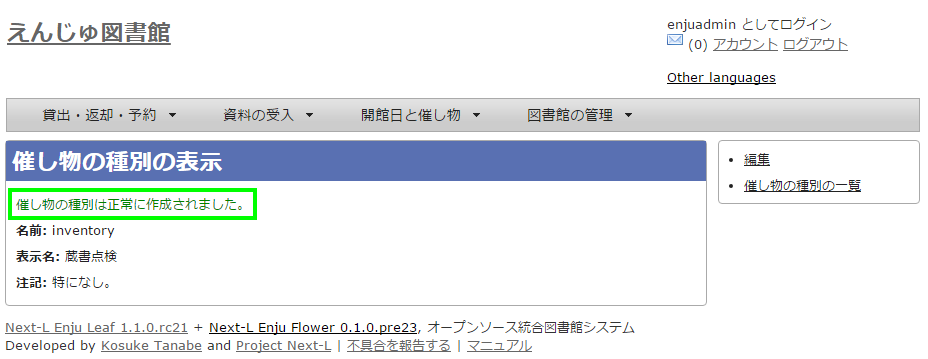 えんじゅ図書館
enjuadmin としてログイン
(0) アカウント ログアウト
Other languages
貸出・返却・予約 資料の受入 開館日と催し物 図書館の管理
催し物の種別の表示
催し物の種別は正常に作成されました。
名前: inventory
表示名: 蔵書点検
注記: 特になし。
編集
催し物の種別の一覧
Next-L Enju Leaf 1.1.0.rc21 + Next-L Enju Flower 0.1.0.pre23, オープンソース統合図書館システム
Developed by Kosuke Tanabe and Project Next-L | 不具合を報告する | マニュアル